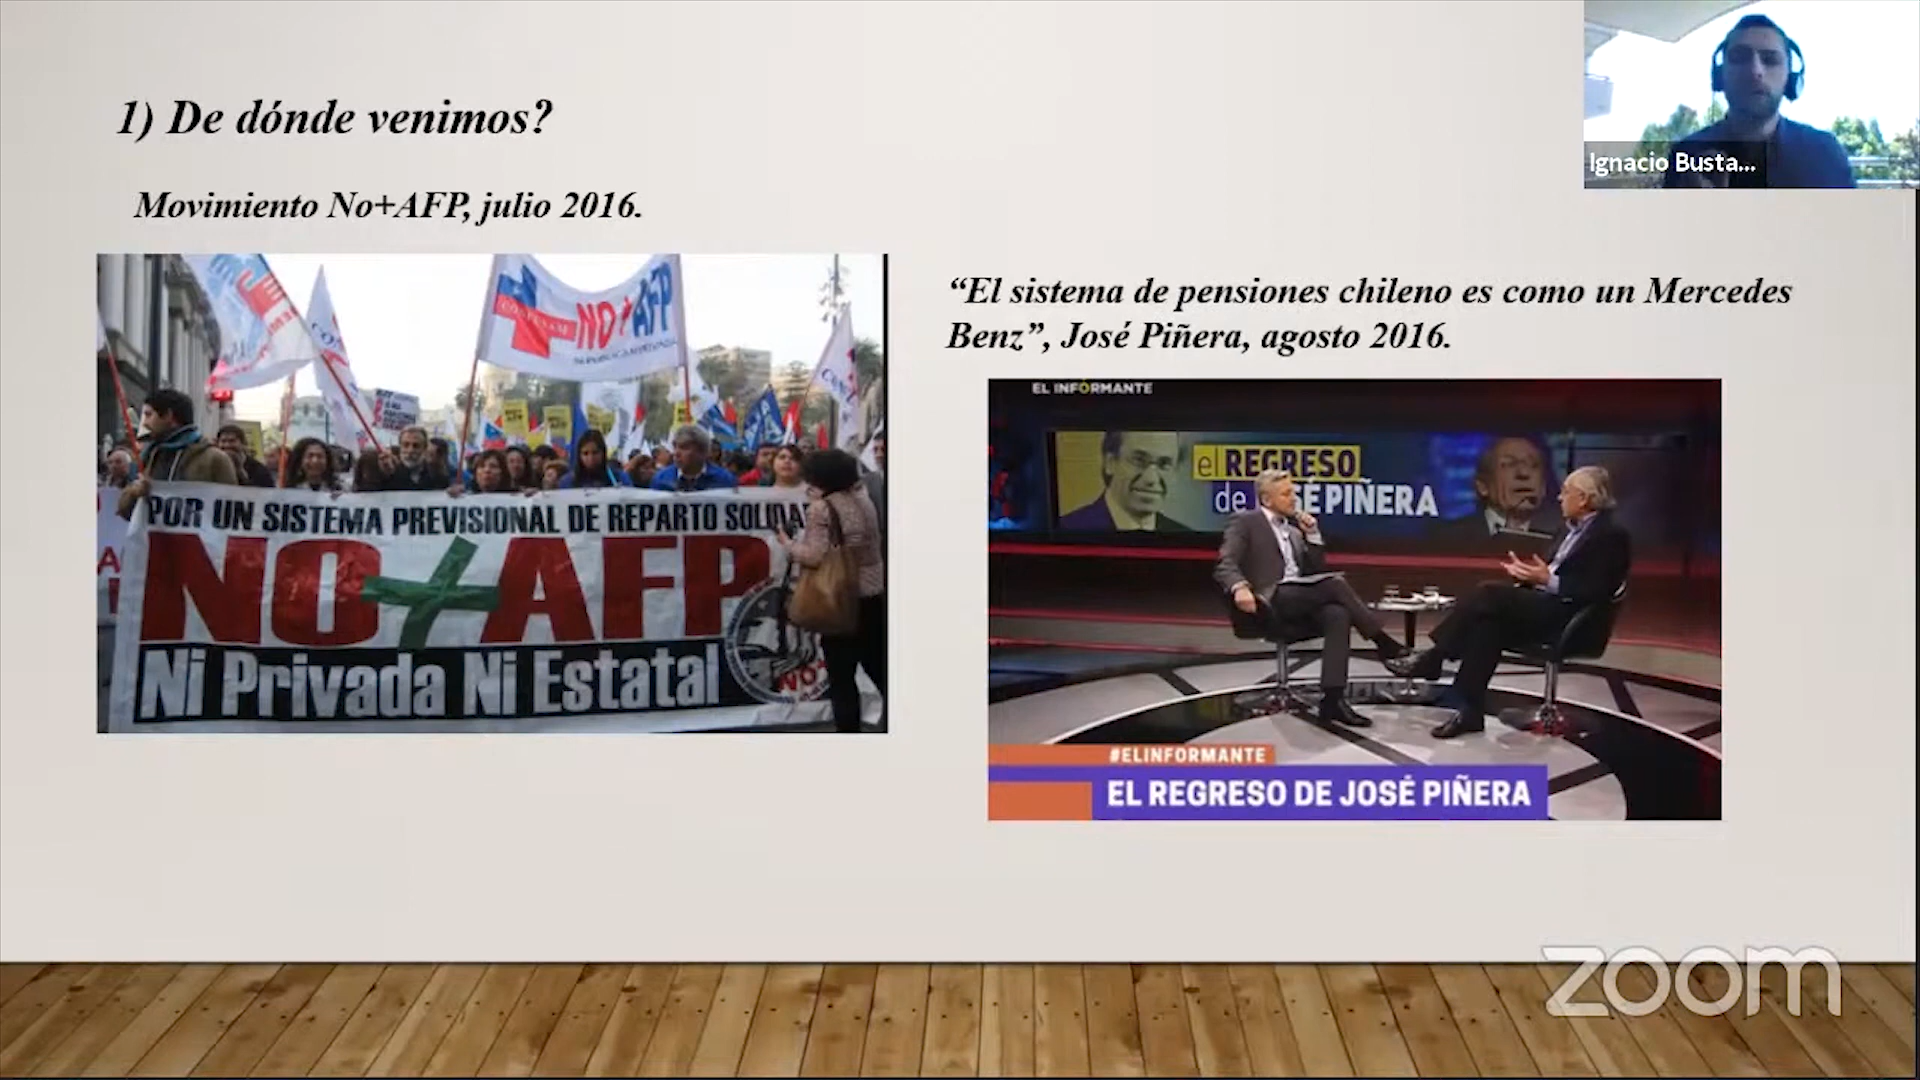 1) De dónde venimos?
Movimiento No+AFP, julio 2016.
NO+AFP
POR UN SISTEMA PREVISIONAL DE REPARTO SOLIDA
NO+AFP
Ni Privada Ni Estatal
NO
“El sistema de pensiones chileno es como un Mercedes
Benz”, José Piñera, agosto 2016.
EL INFORMANTE
el REGRESO
de JOSÉ PIÑERA
#ELINFORMANTE
EL REGRESO DE JOSÉ PIÑERA
Ignacio Busta...
zoom